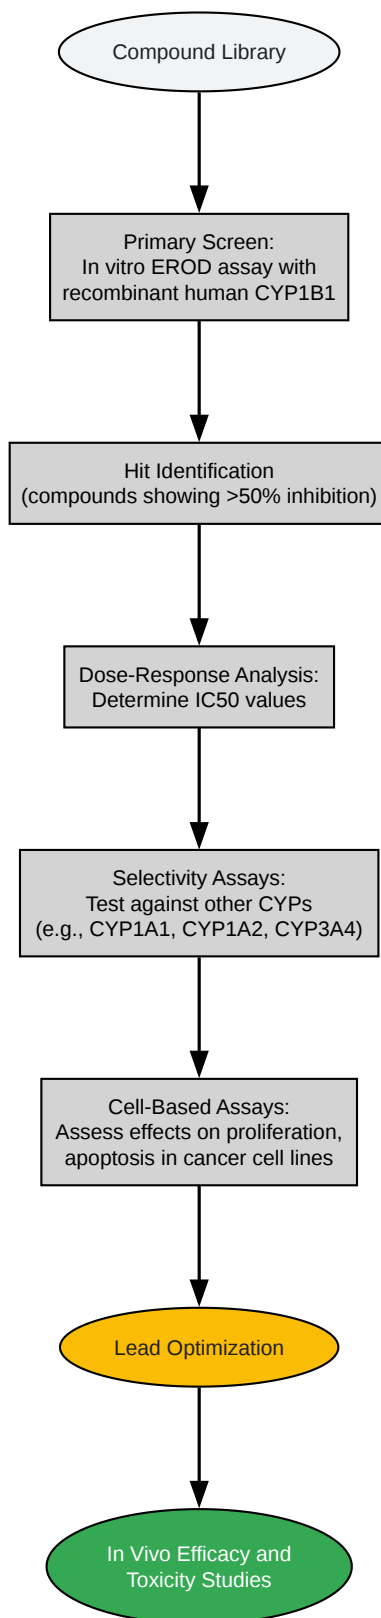 Compound Library
Primary Screen:
In vitro EROD assay with
recombinant human CYP1B1
Hit Identification
(compounds showing >50% inhibition)
Dose-Response Analysis:
Determine IC50 values
Selectivity Assays:
Test against other CYPs
(e.g., CYP1A1, CYP1A2, CYP3A4)
Cell-Based Assays:
Assess effects on proliferation,
apoptosis in cancer cell lines
Lead Optimization
In Vivo Efficacy and
Toxicity Studies